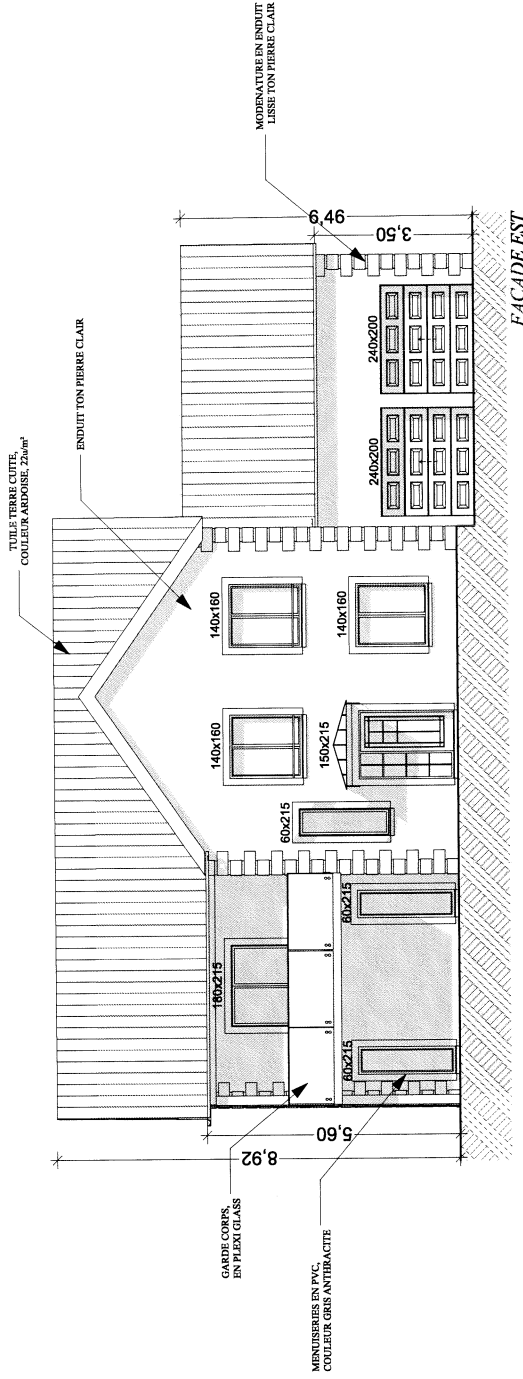 TUILE TERRE CUITE,
COULEUR ARDOISE, 22u/m²
ENDUIT TON PIERRE CLAIR
MODENATURE EN ENDUIT
LISSE TON PIERRE CLAIR
GARDE CORPS,
EN PLEXI GLASS
MENUISERIES EN PVC,
COULEUR GRIS ANTHRACITE
8,92
5,60
180x215
60x215
60x215
60x215
140x160
140x160
150x215
140x160
240x200
240x200
6,46
3,50
FAÇADE EST